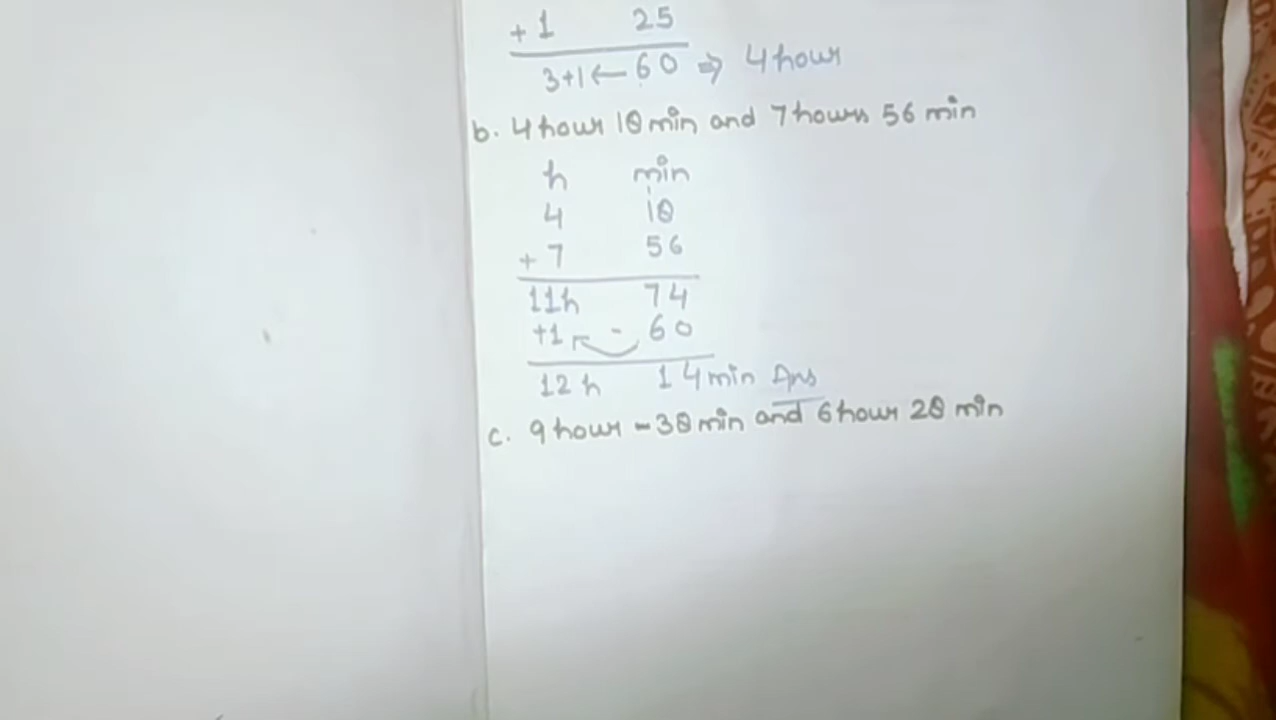 + 1 25
3+1 ← 60 ⇒ 4 hour
b. 4 hour 18 min and 7 hours 56 min
h min
4 18
+ 7 56
11h 74
+1 - 60
12 h 14 min Ans
c. 9 hour - 38 min and 6 hour 28 min